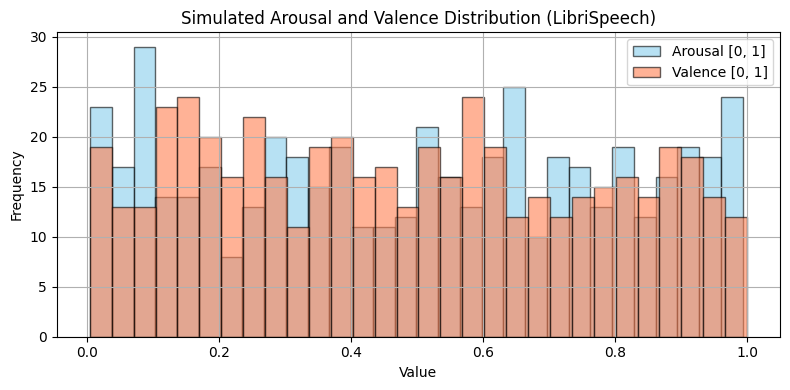 Simulated Arousal and Valence Distribution (LibriSpeech)
Arousal [0, 1]
Valence [0, 1]
Frequency
30
25
20
15
10
5
0
0.0 0.2 0.4 0.6 0.8 1.0
Value